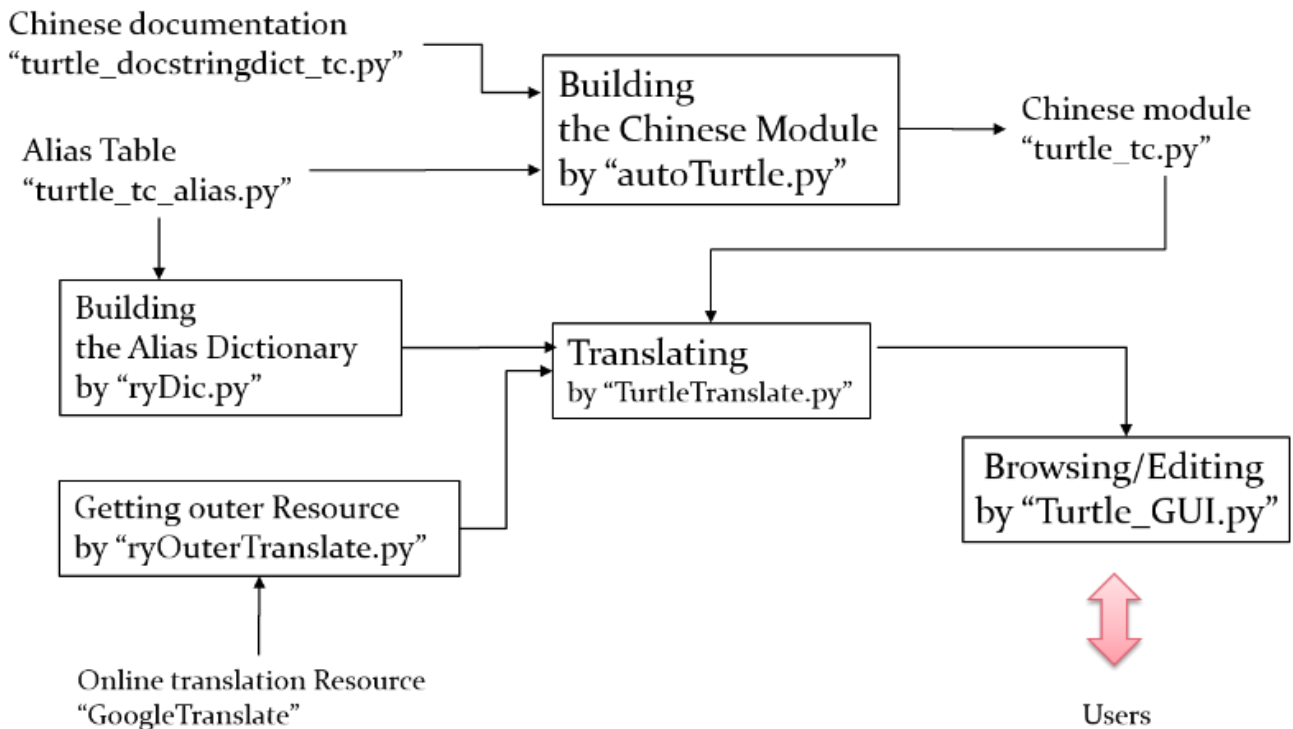 Chinese documentation
“turtle_docstringdict_tc.py”
Building
the Chinese Module
by “autoTurtle.py”
Chinese module
“turtle_tc.py”
Alias Table
“turtle_tc_alias.py”
Building
the Alias Dictionary
by “ryDic.py”
Translating
by “TurtleTranslate.py”
Browsing/Editing
by “Turtle_GUI.py”
Getting outer Resource
by “ryOuterTranslate.py”
Online translation Resource
“GoogleTranslate”
Users